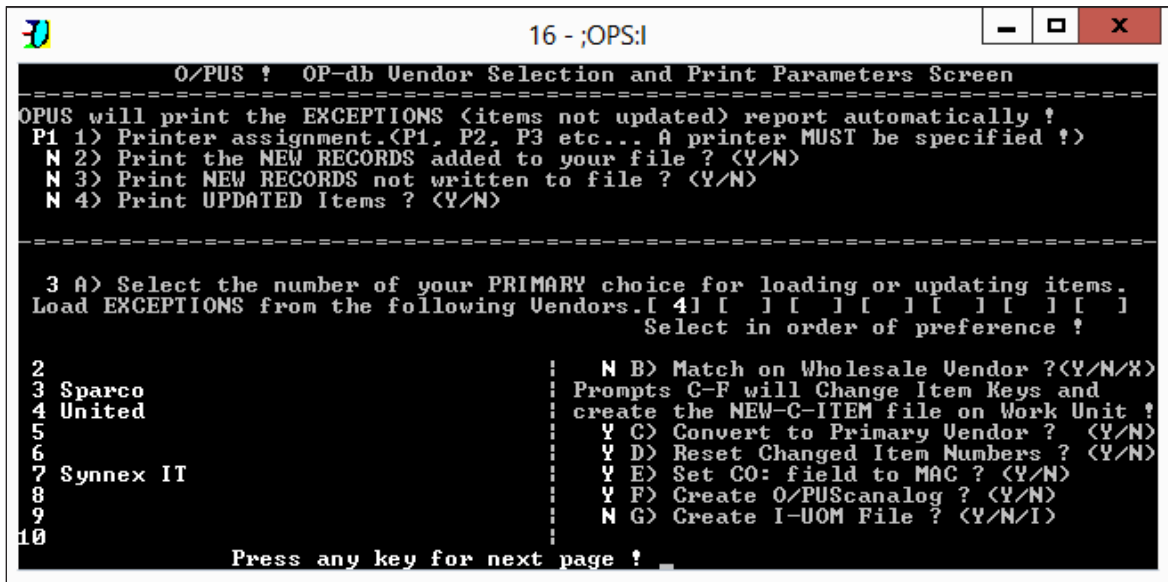 16 - ;OPS:I
O/PUS ! OP-db Vendor Selection and Print Parameters Screen
-=-=-=-=-=-=-=-=-=-=-=-=-=-=-=-=-=-=-=-=-=-=-=-=-=-=-=-=-=-=-=-=-=-=-=-=-=-=-=-
OPUS will print the EXCEPTIONS (items not updated) report automatically !
P1 1) Printer assignment.(P1, P2, P3 etc... A printer MUST be specified !)
N 2) Print the NEW RECORDS added to your file ? (Y/N)
N 3) Print NEW RECORDS not written to file ? (Y/N)
N 4) Print UPDATED Items ? (Y/N)
-=-=-=-=-=-=-=-=-=-=-=-=-=-=-=-=-=-=-=-=-=-=-=-=-=-=-=-=-=-=-=-=-=-=-=-=-=-=-=-
3 A) Select the number of your PRIMARY choice for loading or updating items.
Load EXCEPTIONS from the following Vendors.[ 4] [  ] [  ] [  ] [  ] [  ] [  ]
Select in order of preference !
2 ¦ N B) Match on Wholesale Vendor ?(Y/N/X)
3 Sparco ¦ Prompts C-F will Change Item Keys and
4 United ¦ create the NEW-C-ITEM file on Work Unit !
5 ¦ Y C) Convert to Primary Vendor ? (Y/N)
6 ¦ Y D) Reset Changed Item Numbers ? (Y/N)
7 Synnex IT ¦ Y E) Set CO: field to MAC ? (Y/N)
8 ¦ Y F) Create O/PUScanalog ? (Y/N)
9 ¦ N G) Create I-UOM File ? (Y/N/I)
10 ¦
Press any key for next page ! _